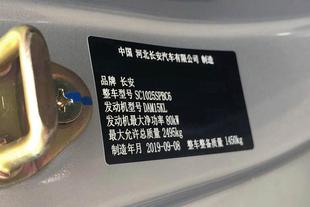 中国 河北长安汽车有限公司 制造
品牌 长安
整车型号 SC1025SPBC6
发动机型号 DAM15KL
发动机最大净功率 80kW
最大允许总质量 2495kg
制造年月 2019-09-08 整车整备质量 1450kg